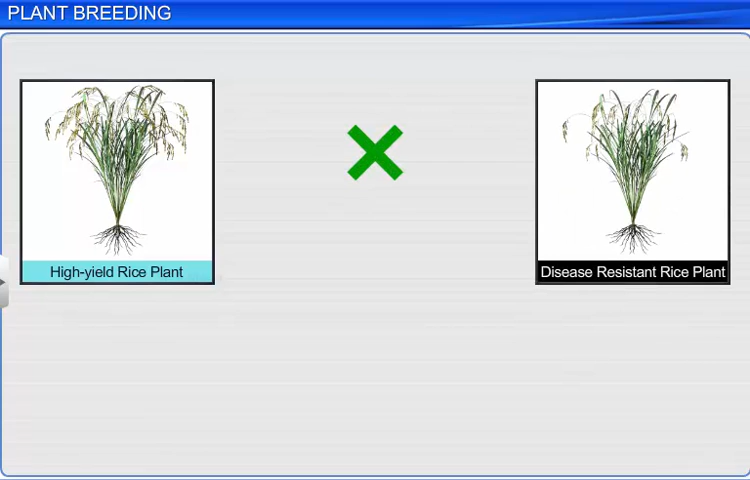 PLANT BREEDING
High-yield Rice Plant
Disease Resistant Rice Plant